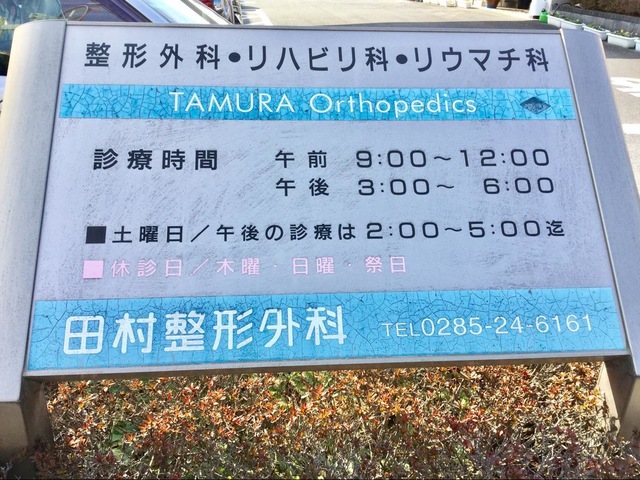 整形外科•リハビリ科•リウマチ科
TAMURA Orthopedics
診療時間 午前 9:00～12:00
午後 3:00～ 6:00
■土曜日／午後の診療は2:00～5:00迄
■休診日／木曜・日曜・祭日
田村整形外科 TEL0285-24-6161